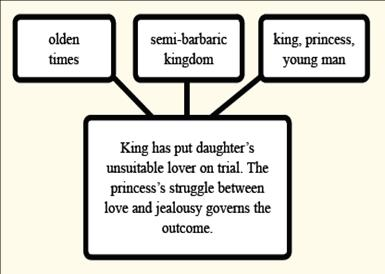 olden
times
semi-barbaric
kingdom
king, princess,
young man
King has put daughter's
unsuitable lover on trial. The
princess's struggle between
love and jealousy governs the
outcome.